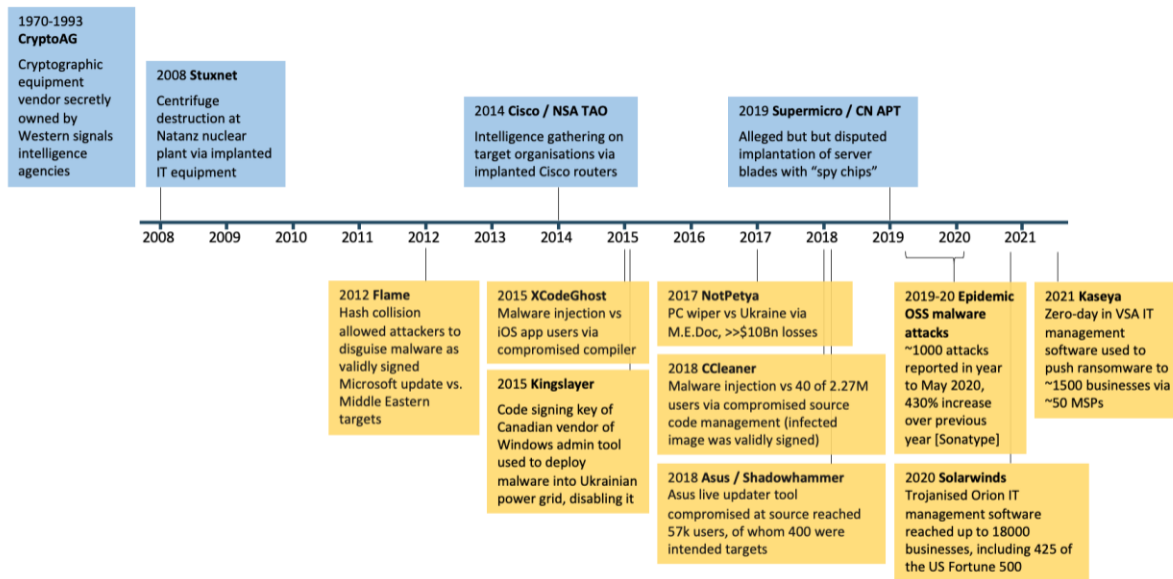 1970-1993
CryptoAG
Cryptographic
equipment
vendor secretly
owned by
Western signals
intelligence
agencies
2008 Stuxnet
Centrifuge
destruction at
Natanz nuclear
plant via implanted
IT equipment
2014 Cisco / NSA TAO
Intelligence gathering on
target organisations via
implanted Cisco routers
2019 Supermicro / CN APT
Alleged but but disputed
implantation of server
blades with “spy chips”
2008 2009 2010 2011 2012 2013 2014 2015 2016 2017 2018 2019 2020 2021
2012 Flame
Hash collision
allowed attackers to
disguise malware as
validly signed
Microsoft update vs.
Middle Eastern
targets
2015 XCodeGhost
Malware injection vs
iOS app users via
compromised compiler
2015 Kingslayer
Code signing key of
Canadian vendor of
Windows admin tool
used to deploy
malware into Ukrainian
power grid, disabling it
2017 NotPetya
PC wiper vs Ukraine via
M.E.Doc, >>$10Bn losses
2018 CCleaner
Malware injection vs 40 of 2.27M
users via compromised source
code management (infected
image was validly signed)
2018 Asus / Shadowhammer
Asus live updater tool
compromised at source reached
57k users, of whom 400 were
intended targets
2019-20 Epidemic
OSS malware
attacks
~1000 attacks
reported in year
to May 2020,
430% increase
over previous
year [Sonatype]
2020 Solarwinds
Trojanised Orion IT
management software
reached up to 18000
businesses, including 425 of
the US Fortune 500
2021 Kaseya
Zero-day in VSA IT
management
software used to
push ransomware to
~1500 businesses via
~50 MSPs